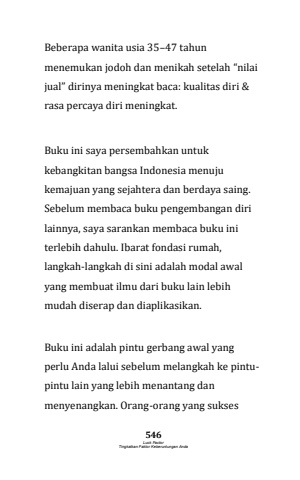 Beberapa wanita usia 35–47 tahun
menemukan jodoh dan menikah setelah “nilai
jual” dirinya meningkat baca: kualitas diri &
rasa percaya diri meningkat.
Buku ini saya persembahkan untuk
kebangkitan bangsa Indonesia menuju
kemajuan yang sejahtera dan berdaya saing.
Sebelum membaca buku pengembangan diri
lainnya, saya sarankan membaca buku ini
terlebih dahulu. Ibarat fondasi rumah,
langkah-langkah di sini adalah modal awal
yang membuat ilmu dari buku lain lebih
mudah diserap dan diaplikasikan.
Buku ini adalah pintu gerbang awal yang
perlu Anda lalui sebelum melangkah ke pintu-
pintu lain yang lebih menantang dan
menyenangkan. Orang-orang yang sukses
546
Luck Factor
Tingkatkan Faktor Keberuntungan Anda